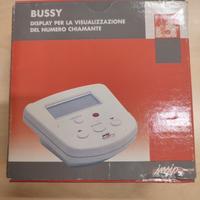 BUSSY
DISPLAY PER LA VISUALIZZAZIONE
DEL NUMERO CHIAMANTE